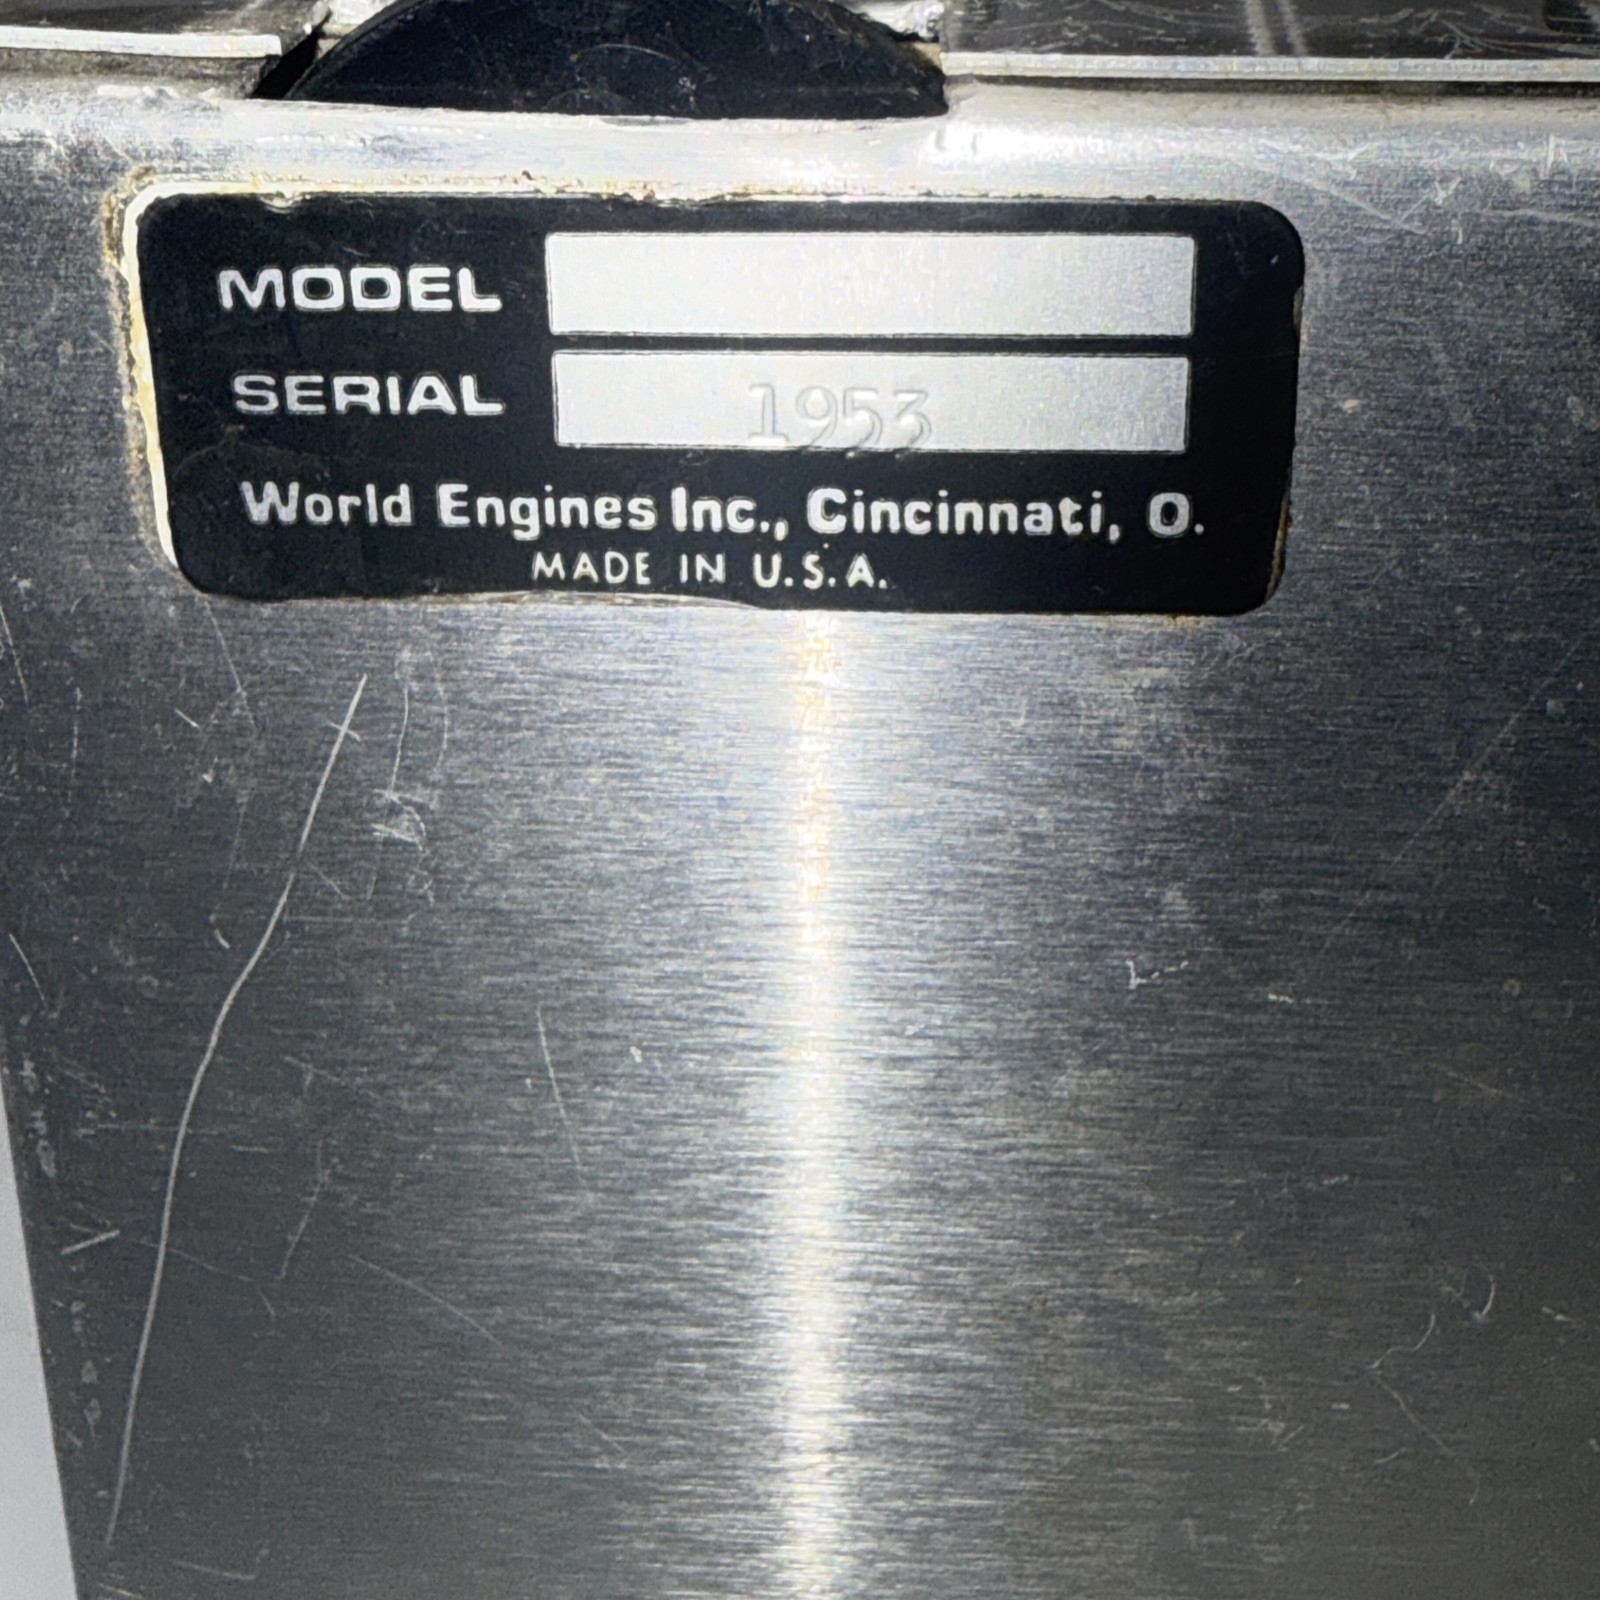 MODEL
SERIAL 1953
World Engines Inc., Cincinnati, O.
MADE IN U.S.A.